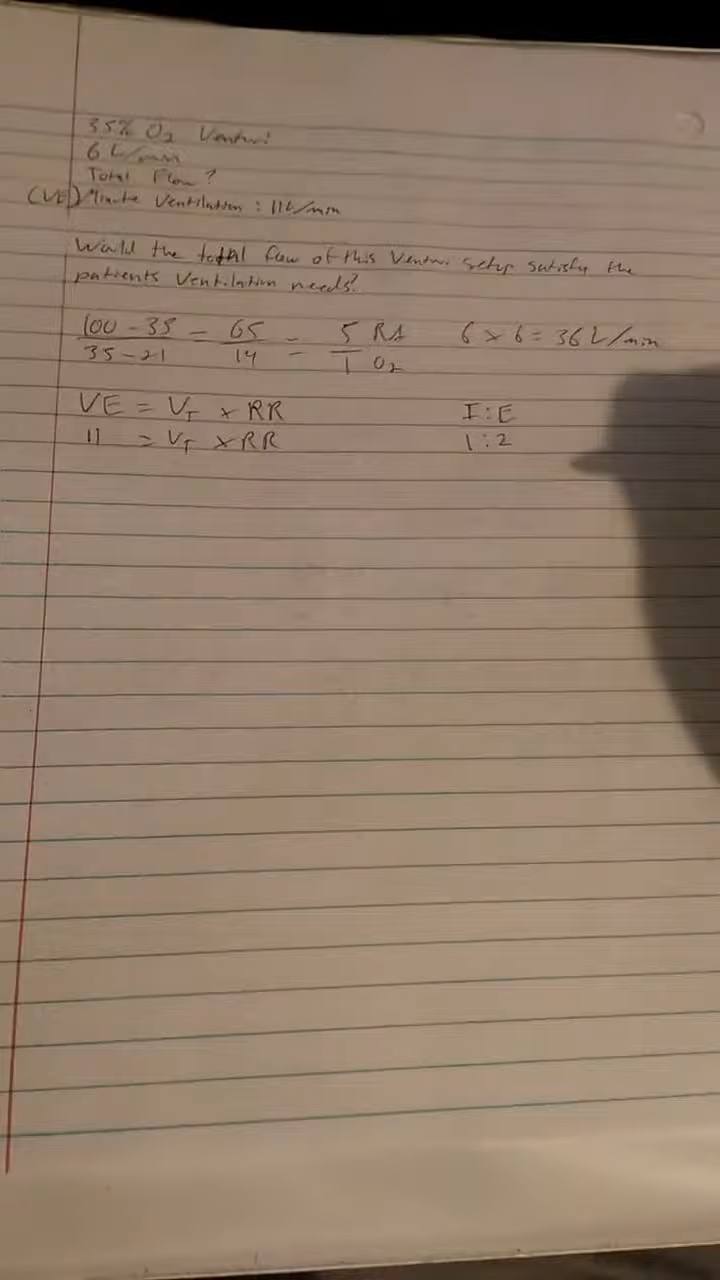 35% O2 Venturi
6 L/min
Total Flow?
(VE) Minute Ventilation : 11L/min
Would the total flow of this Venturi setup satisfy the
patients Ventilation needs?
100 - 35 / 35 - 21 = 65 / 14 = 5 RA / 1 O2    6 x 6 = 36 L/min
VE = VT x RR    I:E
11 = VT x RR    1:2